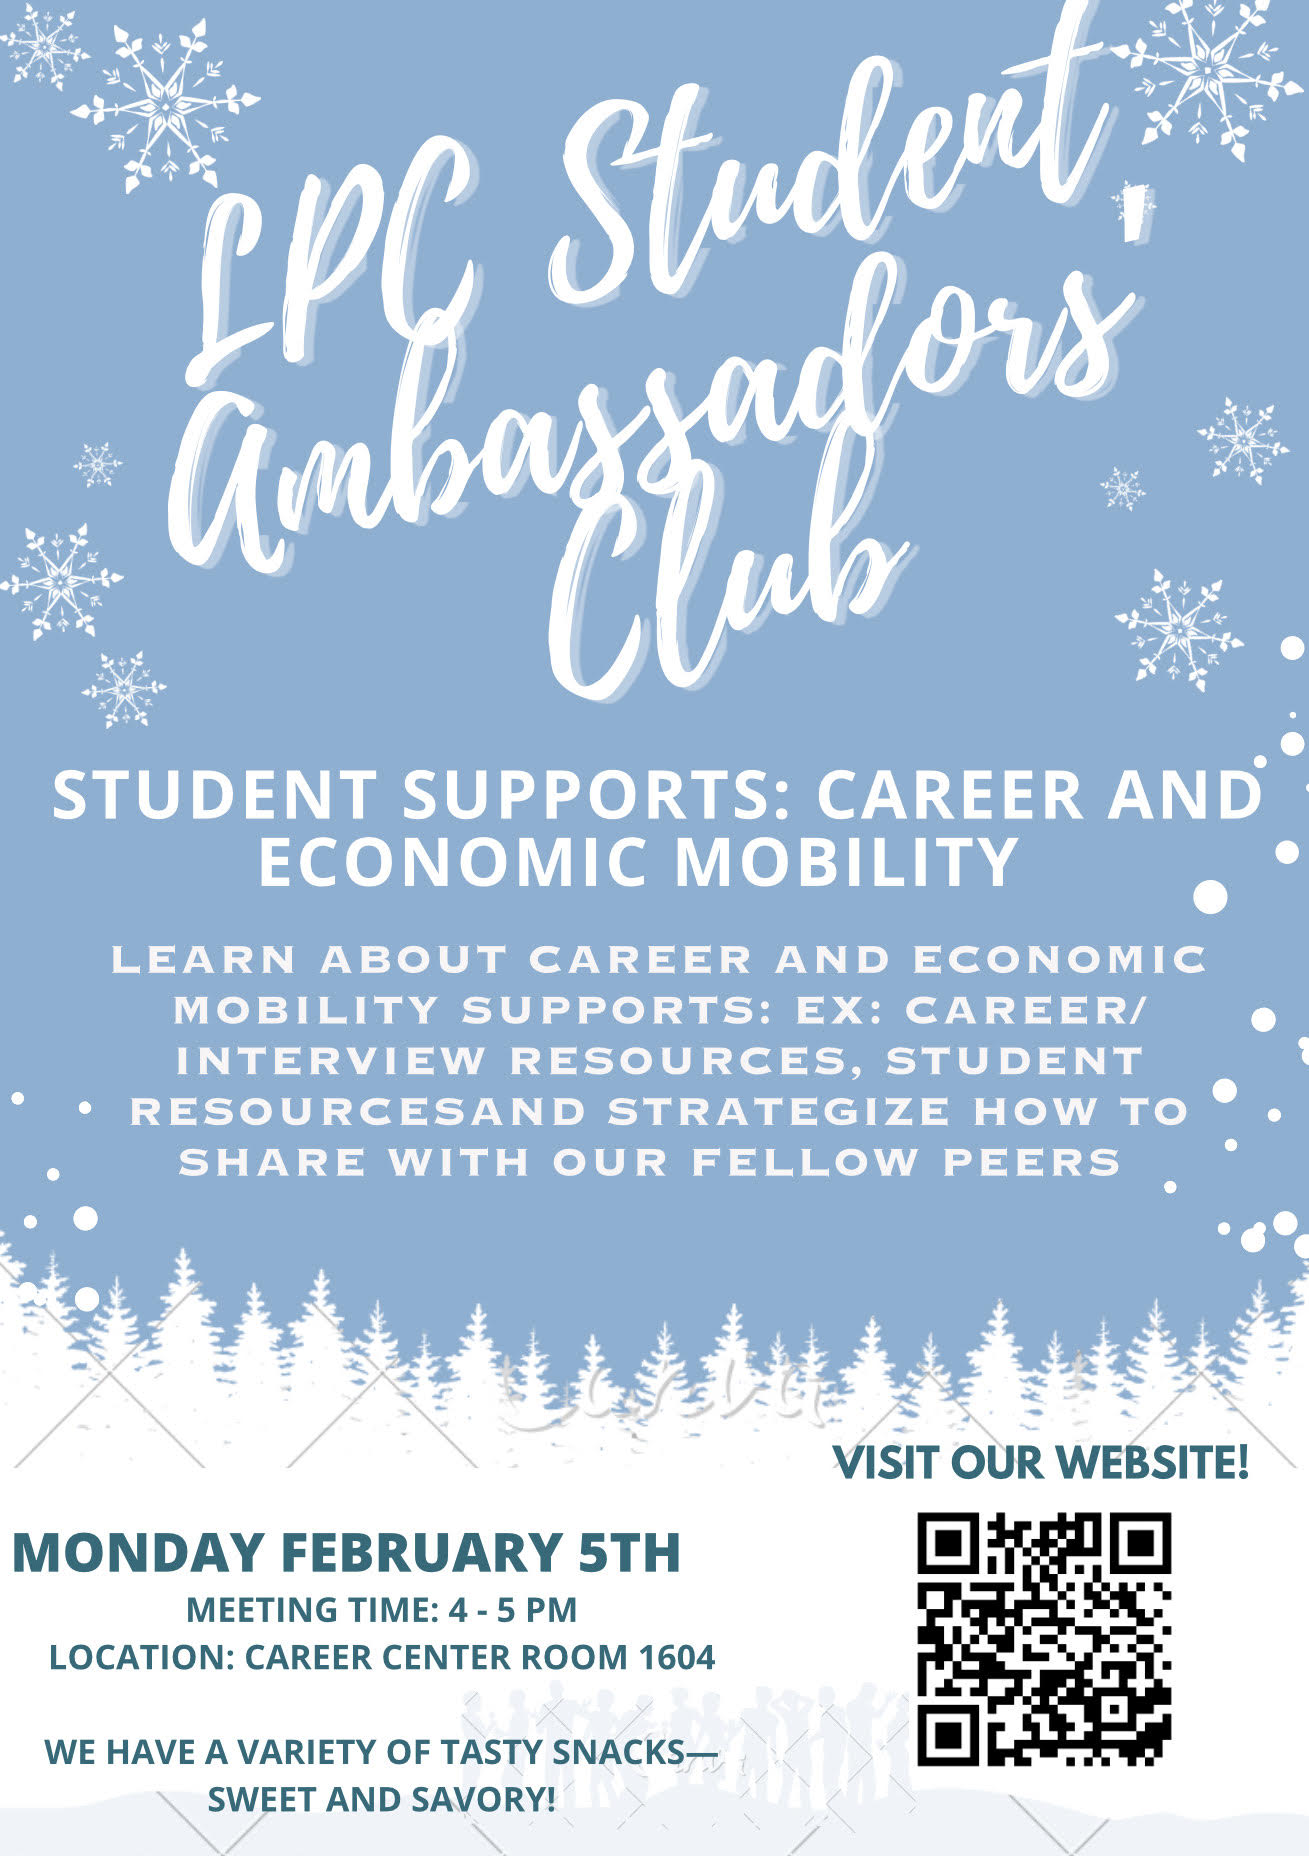 LPC Student
Ambassadors'
Club
STUDENT SUPPORTS: CAREER AND
ECONOMIC MOBILITY
LEARN ABOUT CAREER AND ECONOMIC
MOBILITY SUPPORTS: EX: CAREER/
INTERVIEW RESOURCES, STUDENT
RESOURCESAND STRATEGIZE HOW TO
SHARE WITH OUR FELLOW PEERS
Canva
VISIT OUR WEBSITE!
MONDAY FEBRUARY 5TH
MEETING TIME: 4 - 5 PM
LOCATION: CAREER CENTER ROOM 1604
WE HAVE A VARIETY OF TASTY SNACKS—
SWEET AND SAVORY!